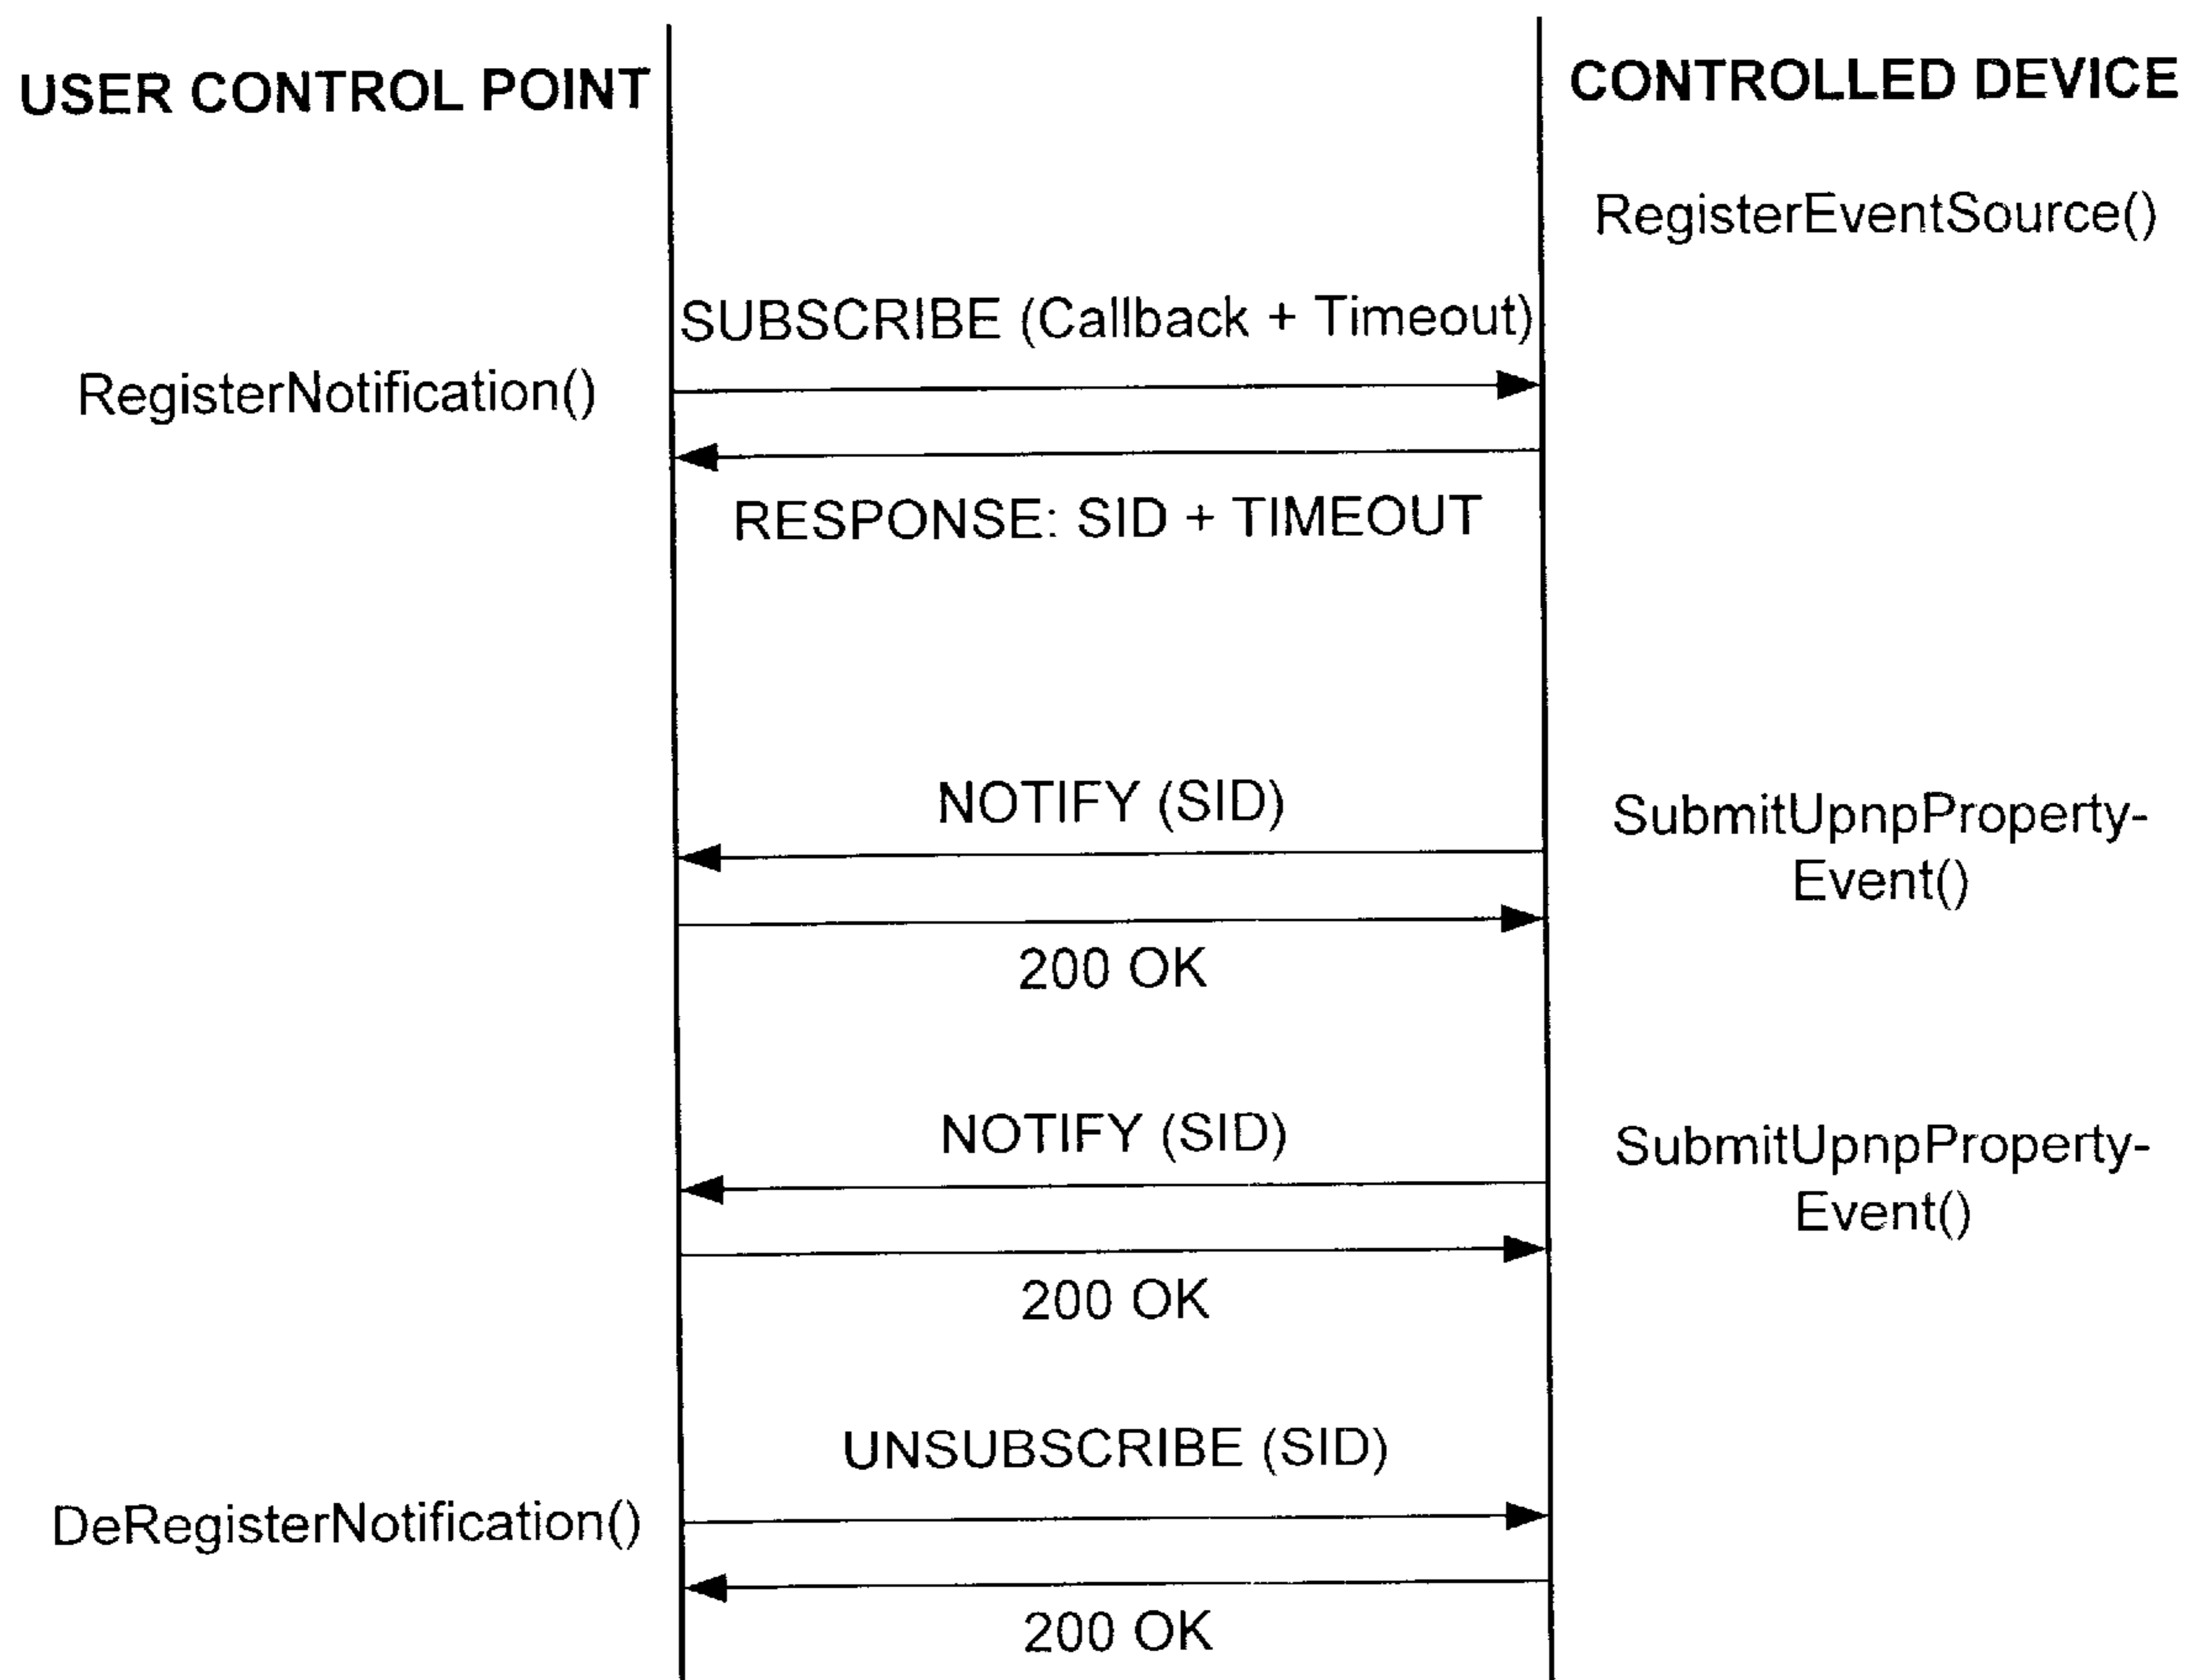 USER CONTROL POINT
CONTROLLED DEVICE
RegisterEventSource()
SUBSCRIBE (Callback + Timeout)
RegisterNotification()
RESPONSE: SID + TIMEOUT
NOTIFY (SID)
SubmitUpnpProperty-
Event()
200 OK
NOTIFY (SID)
SubmitUpnpProperty-
Event()
200 OK
UNSUBSCRIBE (SID)
DeRegisterNotification()
200 OK